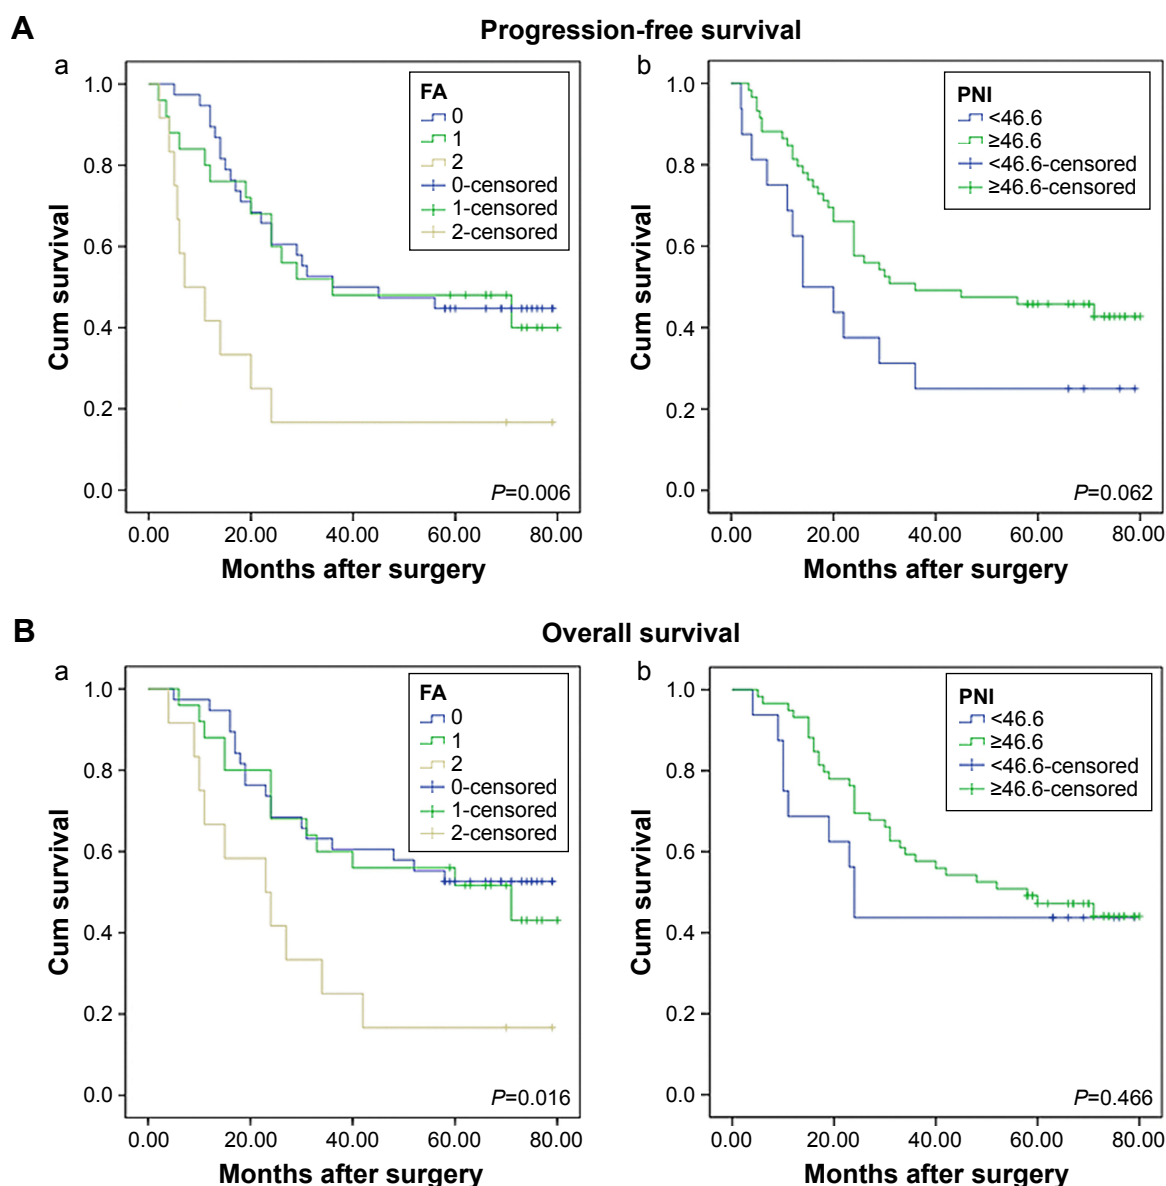 A
Progression-free survival
a
1.0
0.8
0.6
0.4
0.2
0.0
Cum survival
FA
0
1
2
0-censored
1-censored
2-censored
P=0.006
0.00 20.00 40.00 60.00 80.00
Months after surgery
b
1.0
0.8
0.6
0.4
0.2
0.0
Cum survival
PNI
<46.6
≥46.6
<46.6-censored
≥46.6-censored
P=0.062
0.00 20.00 40.00 60.00 80.00
Months after surgery
B
Overall survival
a
1.0
0.8
0.6
0.4
0.2
0.0
Cum survival
FA
0
1
2
0-censored
1-censored
2-censored
P=0.016
0.00 20.00 40.00 60.00 80.00
Months after surgery
b
1.0
0.8
0.6
0.4
0.2
0.0
Cum survival
PNI
<46.6
≥46.6
<46.6-censored
≥46.6-censored
P=0.466
0.00 20.00 40.00 60.00 80.00
Months after surgery